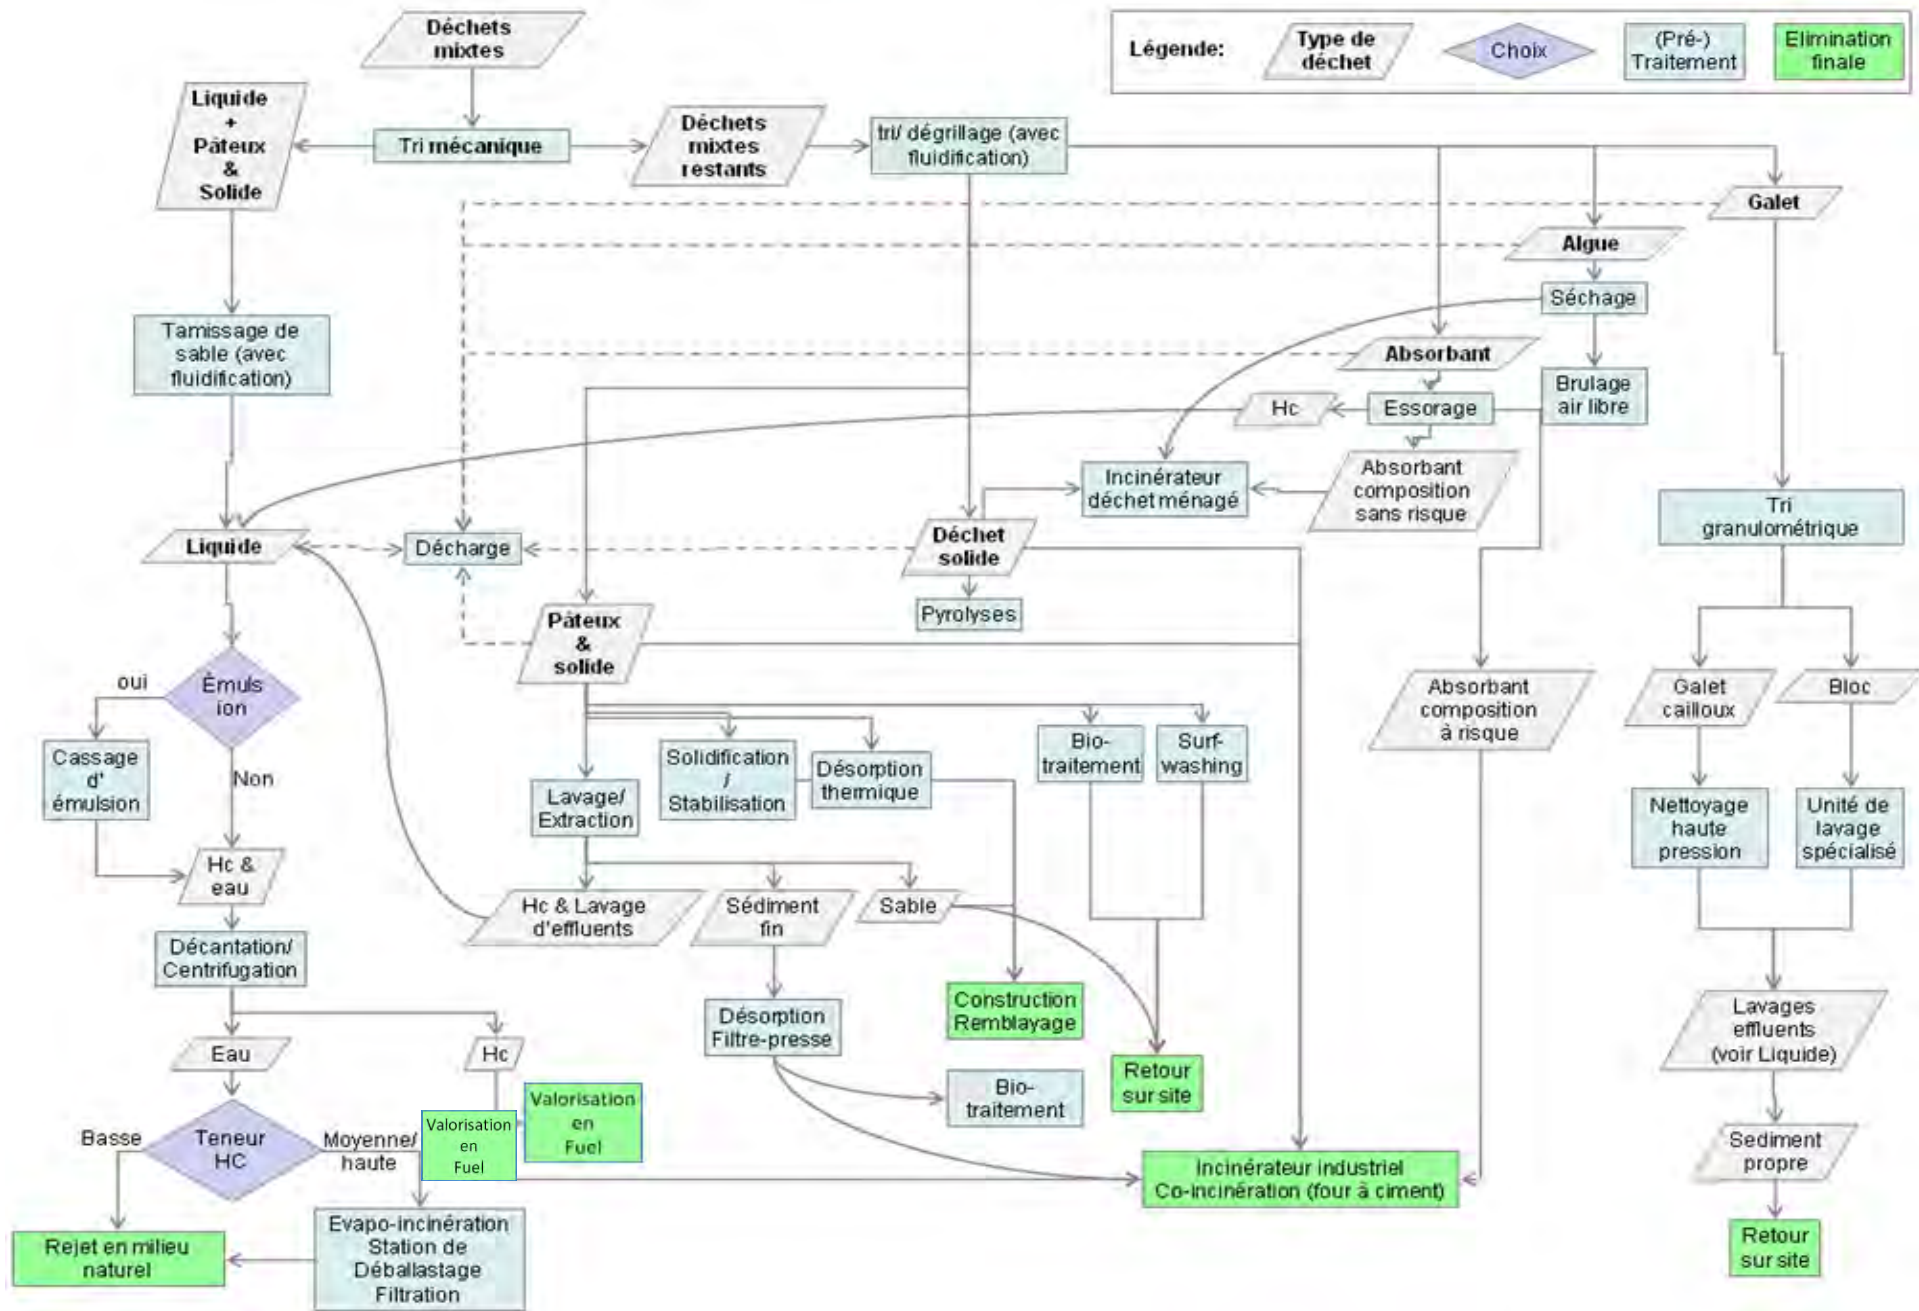 Déchets
mixtes
Légende:
Type de
déchet
Choix
(Pré-)
Traitement
Elimination
finale
Liquide
+
Pâteux
&
Solide
Tri mécanique
Déchets
mixtes
restants
tri/ dégrillage (avec
fluidification)
Galet
Algue
Séchage
Tamissage de
sable (avec
fluidification)
Absorbant
Brulage
air libre
Hc
Essorage
Incinérateur
déchet ménagé
Absorbant
composition
sans risque
Tri
granulométrique
Liquide
Décharge
Déchet
solide
Pyrolyses
Pâteux
&
solide
oui
Émuls
ion
Absorbant
composition
à risque
Galet
cailloux
Bloc
Cassage
d'
émulsion
Non
Solidification
/
Stabilisation
Désorption
thermique
Bio-
traitement
Surf-
washing
Lavage/
Extraction
Nettoyage
haute
pression
Unité de
lavage
spécialisé
Hc &
eau
Hc & Lavage
d'effluents
Sédiment
fin
Sable
Décantation/
Centrifugation
Construction
Remblayage
Désorption
Filtre-presse
Lavages
effluents
(voir Liquide)
Eau
Hc
Retour
sur site
Bio-
traitement
Valorisation
en
Fuel
Valorisation
en
Fuel
Basse
Teneur
HC
Moyenne/
haute
Sediment
propre
Incinérateur industriel
Co-incinération (four à ciment)
Rejet en milieu
naturel
Evapo-incinération
Station de
Déballastage
Filtration
Retour
sur site